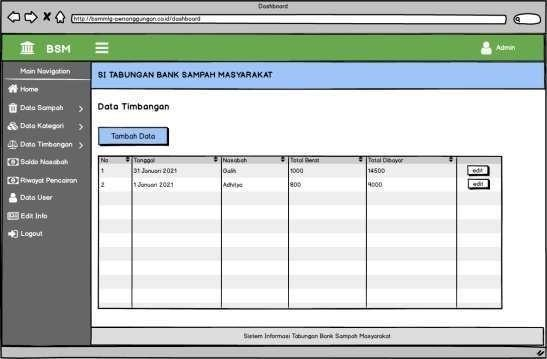 Dashboard
http://bsmmlg-penanggungan.co.id/dashboard
BSM
Admin
Main Navigation
SI TABUNGAN BANK SAMPAH MASYARAKAT
Home
Data Sampah
Data Kategori
Data Timbangan
Saldo Nasabah
Riwayat Pencairan
Data User
Edit Info
Logout
Data Timbangan
Tambah Data
No Tanggal Nasabah Total Berat Total Dibayar
1 31 Januari 2021 Galih 1000 14500 edit
2 1 Januari 2021 Adhitya 800 9000 edit
Sistem Informasi Tabungan Bank Sampah Masyarakat